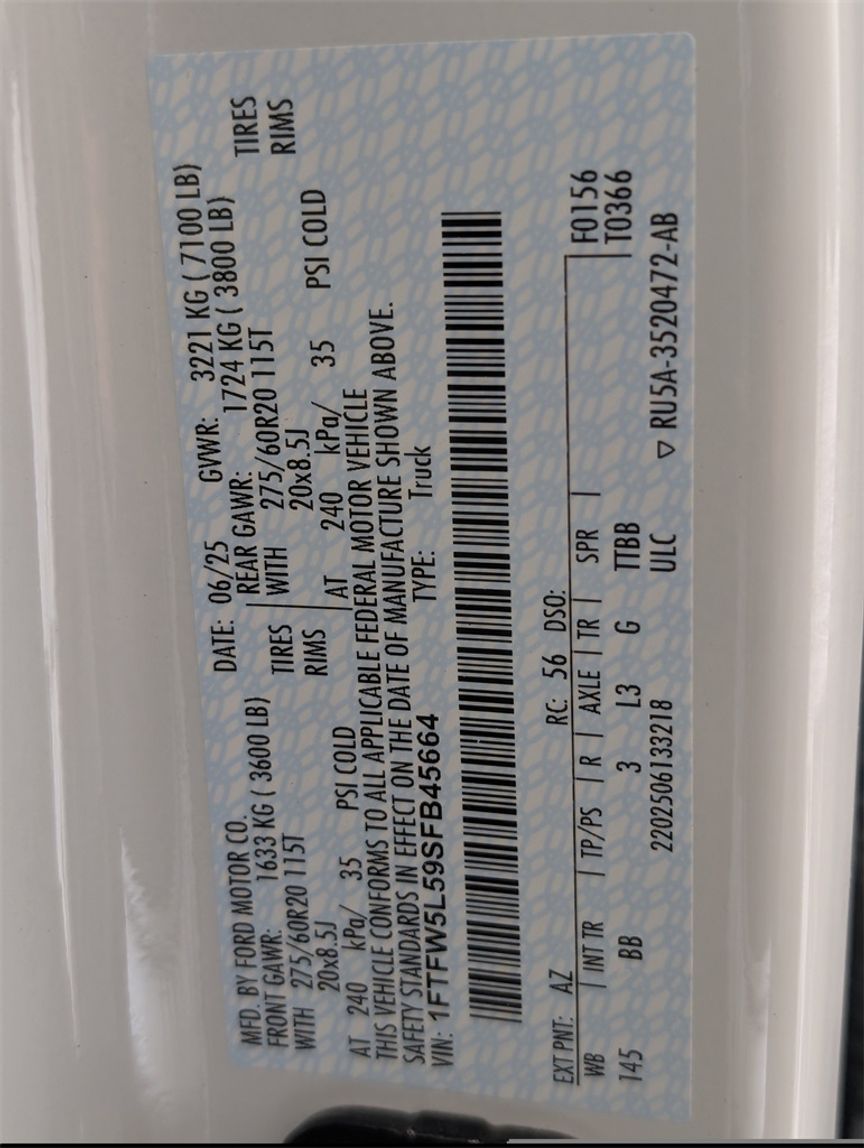 MFD. BY FORD MOTOR CO.
DATE: 06/25 GVWR: 3221 KG ( 7100 LB)
FRONT GAWR: 1633 KG ( 3600 LB) REAR GAWR: 1724 KG ( 3800 LB)
WITH 275/60R20 115T TIRES WITH 275/60R20 115T TIRES
20x8.5J RIMS 20x8.5J RIMS
AT 240 kPa/ 35 PSI COLD AT 240 kPa/ 35 PSI COLD
THIS VEHICLE CONFORMS TO ALL APPLICABLE FEDERAL MOTOR VEHICLE
SAFETY STANDARDS IN EFFECT ON THE DATE OF MANUFACTURE SHOWN ABOVE.
VIN: 1FTFW5L59SFB45664 TYPE: Truck
EXT PNT: AZ RC: 56 DSO:
WB | INT TR | TP/PS | R | AXLE | TR | SPR | F0156
145 BB 3 L3 G TTBB T0366
2202506133218 ULC ▽ RU5A-3520472-AB